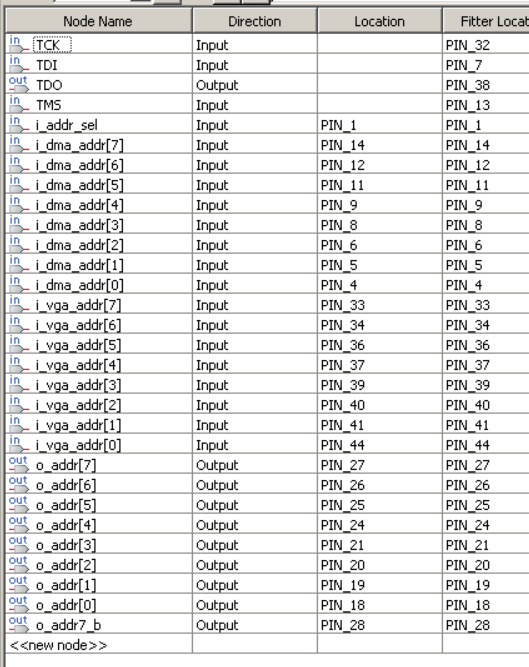 Node Name Direction Location Fitter Locat
in TCK Input PIN_32
in TDI Input PIN_7
out TDO Output PIN_38
in TMS Input PIN_13
in i_addr_sel Input PIN_1 PIN_1
in i_dma_addr[7] Input PIN_14 PIN_14
in i_dma_addr[6] Input PIN_12 PIN_12
in i_dma_addr[5] Input PIN_11 PIN_11
in i_dma_addr[4] Input PIN_9 PIN_9
in i_dma_addr[3] Input PIN_8 PIN_8
in i_dma_addr[2] Input PIN_6 PIN_6
in i_dma_addr[1] Input PIN_5 PIN_5
in i_dma_addr[0] Input PIN_4 PIN_4
in i_vga_addr[7] Input PIN_33 PIN_33
in i_vga_addr[6] Input PIN_34 PIN_34
in i_vga_addr[5] Input PIN_36 PIN_36
in i_vga_addr[4] Input PIN_37 PIN_37
in i_vga_addr[3] Input PIN_39 PIN_39
in i_vga_addr[2] Input PIN_40 PIN_40
in i_vga_addr[1] Input PIN_41 PIN_41
in i_vga_addr[0] Input PIN_44 PIN_44
out o_addr[7] Output PIN_27 PIN_27
out o_addr[6] Output PIN_26 PIN_26
out o_addr[5] Output PIN_25 PIN_25
out o_addr[4] Output PIN_24 PIN_24
out o_addr[3] Output PIN_21 PIN_21
out o_addr[2] Output PIN_20 PIN_20
out o_addr[1] Output PIN_19 PIN_19
out o_addr[0] Output PIN_18 PIN_18
out o_addr7_b Output PIN_28 PIN_28
<<new node>>